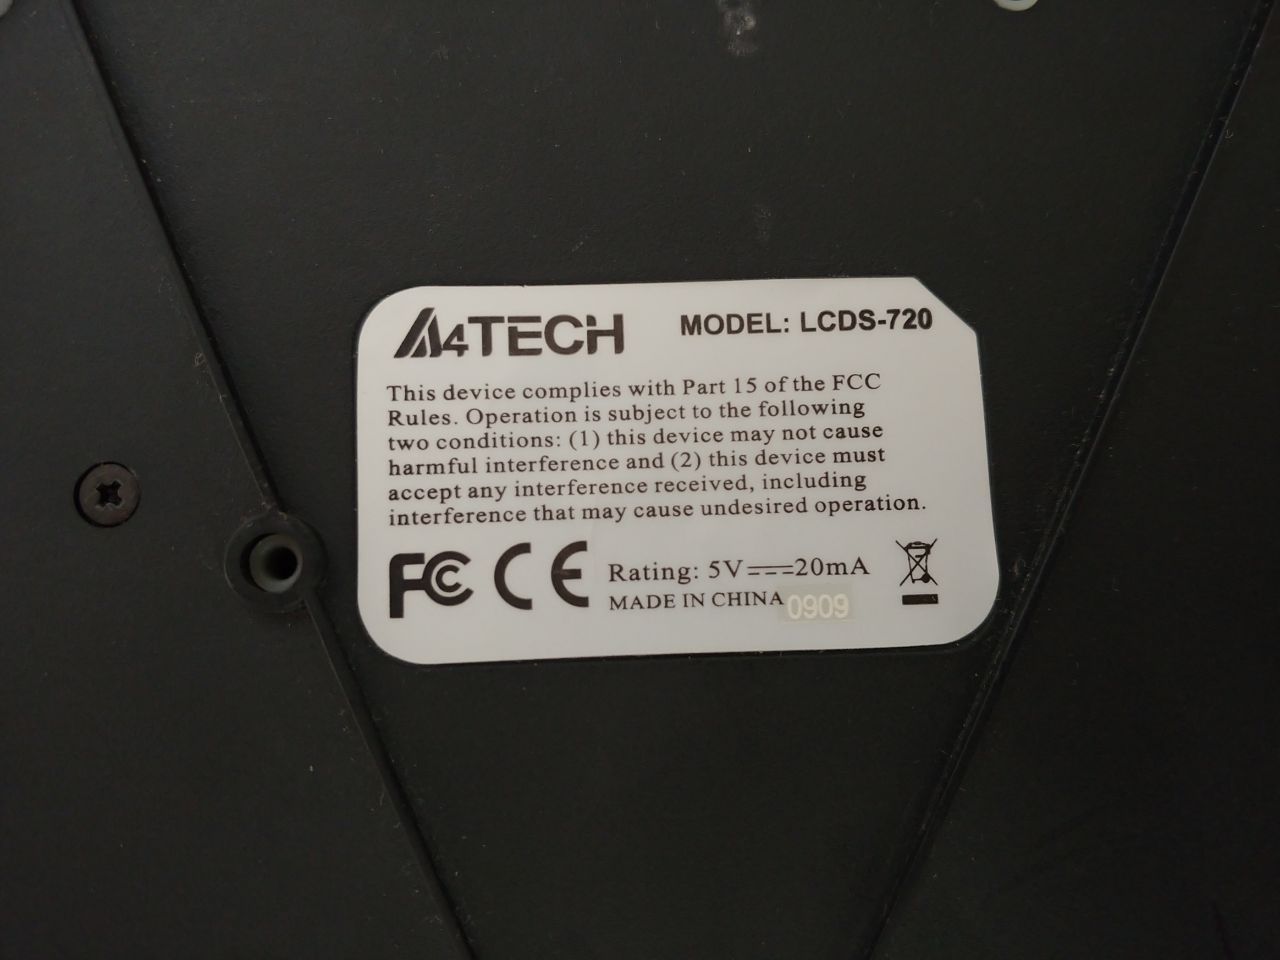 A4TECH MODEL: LCDS-720
This device complies with Part 15 of the FCC
Rules. Operation is subject to the following
two conditions: (1) this device may not cause
harmful interference and (2) this device must
accept any interference received, including
interference that may cause undesired operation.
FC CE Rating: 5V⎓20mA
MADE IN CHINA 0909